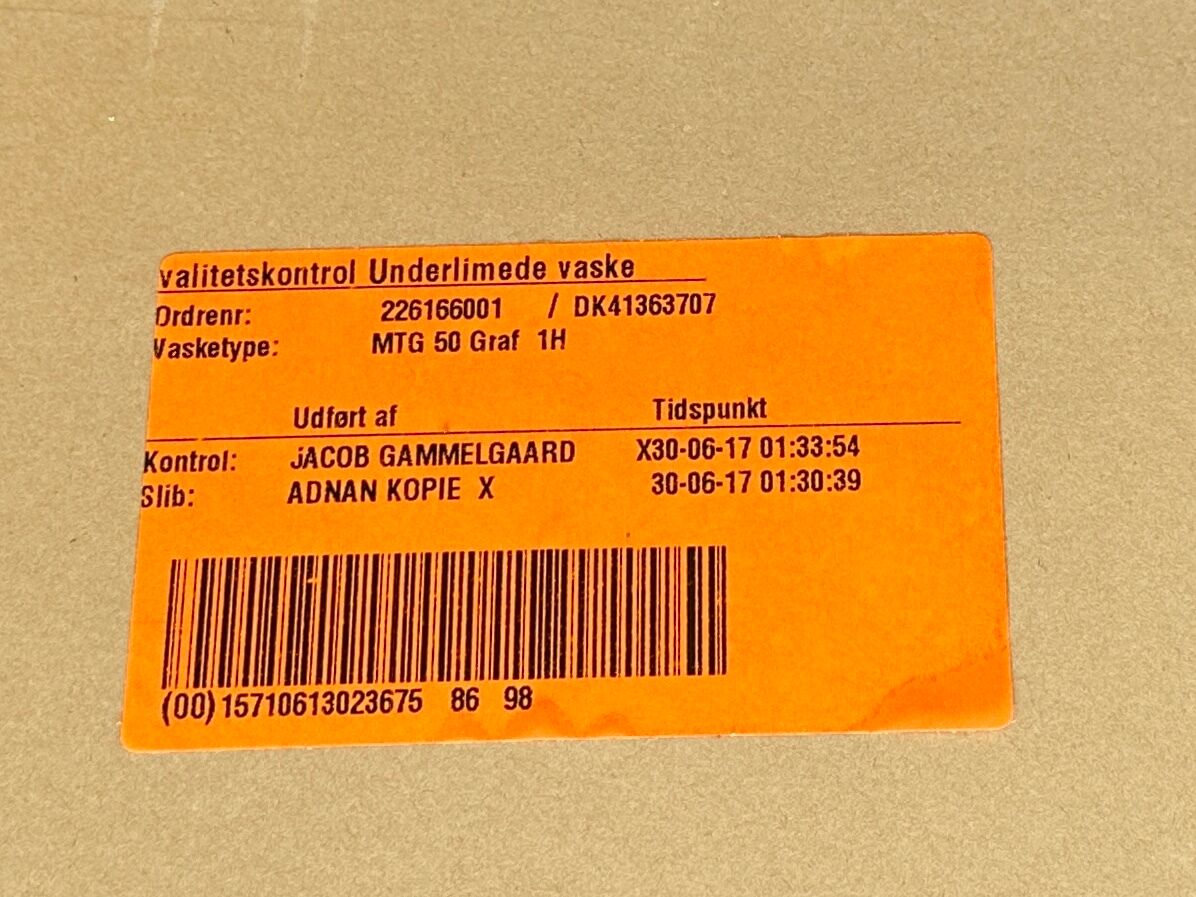 valitetskontrol Underlimede vaske
Ordrenr: 226166001 / DK41363707
Vasketype: MTG 50 Graf 1H
Udført af Tidspunkt
Kontrol: JACOB GAMMELGAARD X30-06-17 01:33:54
Slib: ADNAN KOPIE X 30-06-17 01:30:39
(00)15710613023675 86 98